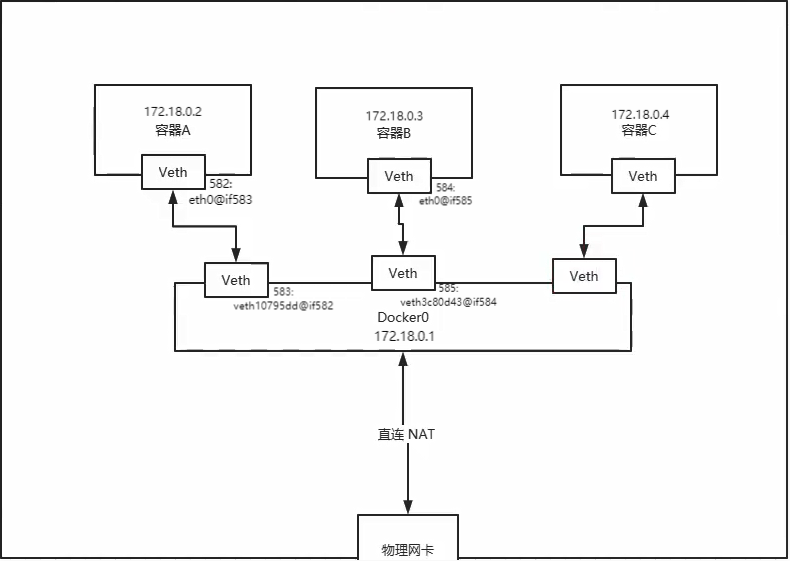 172.18.0.2
容器A
172.18.0.3
容器B
172.18.0.4
容器C
Veth
582:
eth0@if583
Veth
584:
eth0@if585
Veth
Veth
583:
veth10795dd@if582
Veth
585:
veth3c80d43@if584
Veth
Docker0
172.18.0.1
直连 NAT
物理网卡